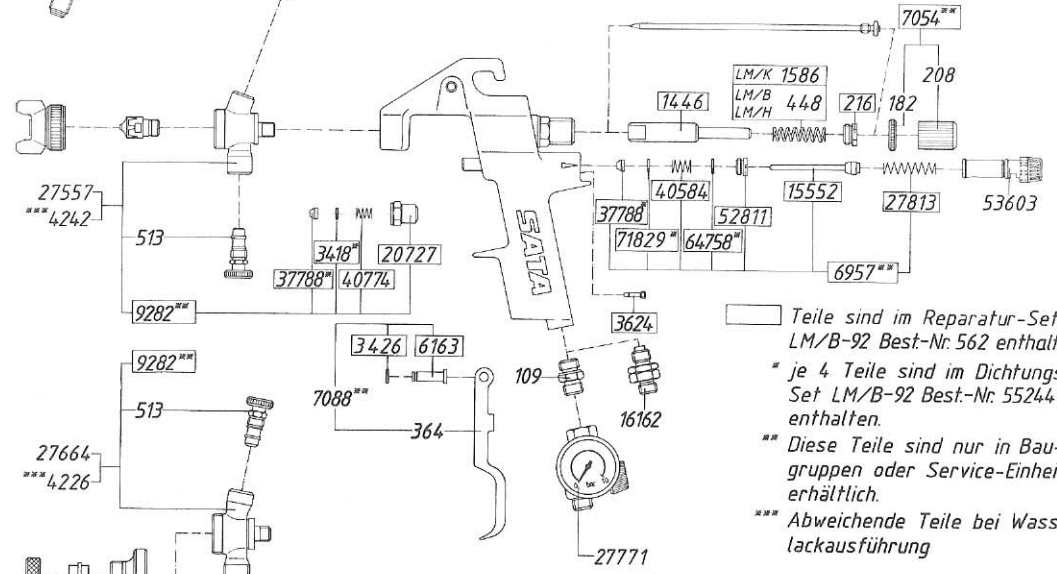 7054**
208
LM/K 1586
LM/B
LM/H 448
1446
216
182
27557
***4242
513
3418*
20727
37788*
40774
9282**
SATA
37788*
40584
15552
27813
53603
71829*
64758*
52811
6957**
3624
9282**
3426
6163
7088**
109
16162
513
364
27664
***4226
bar
10
27771
Teile sind im Reparatur-Set
LM/B-92 Best-Nr. 562
* je 4 Teile sind im Dichtungs
Set LM/B-92 Best.-Nr. 55244
enthalten.
** Diese Teile sind nur in Bau-
gruppen oder Service-
erhältlich.
*** Abweichende Teile bei
lackausführung